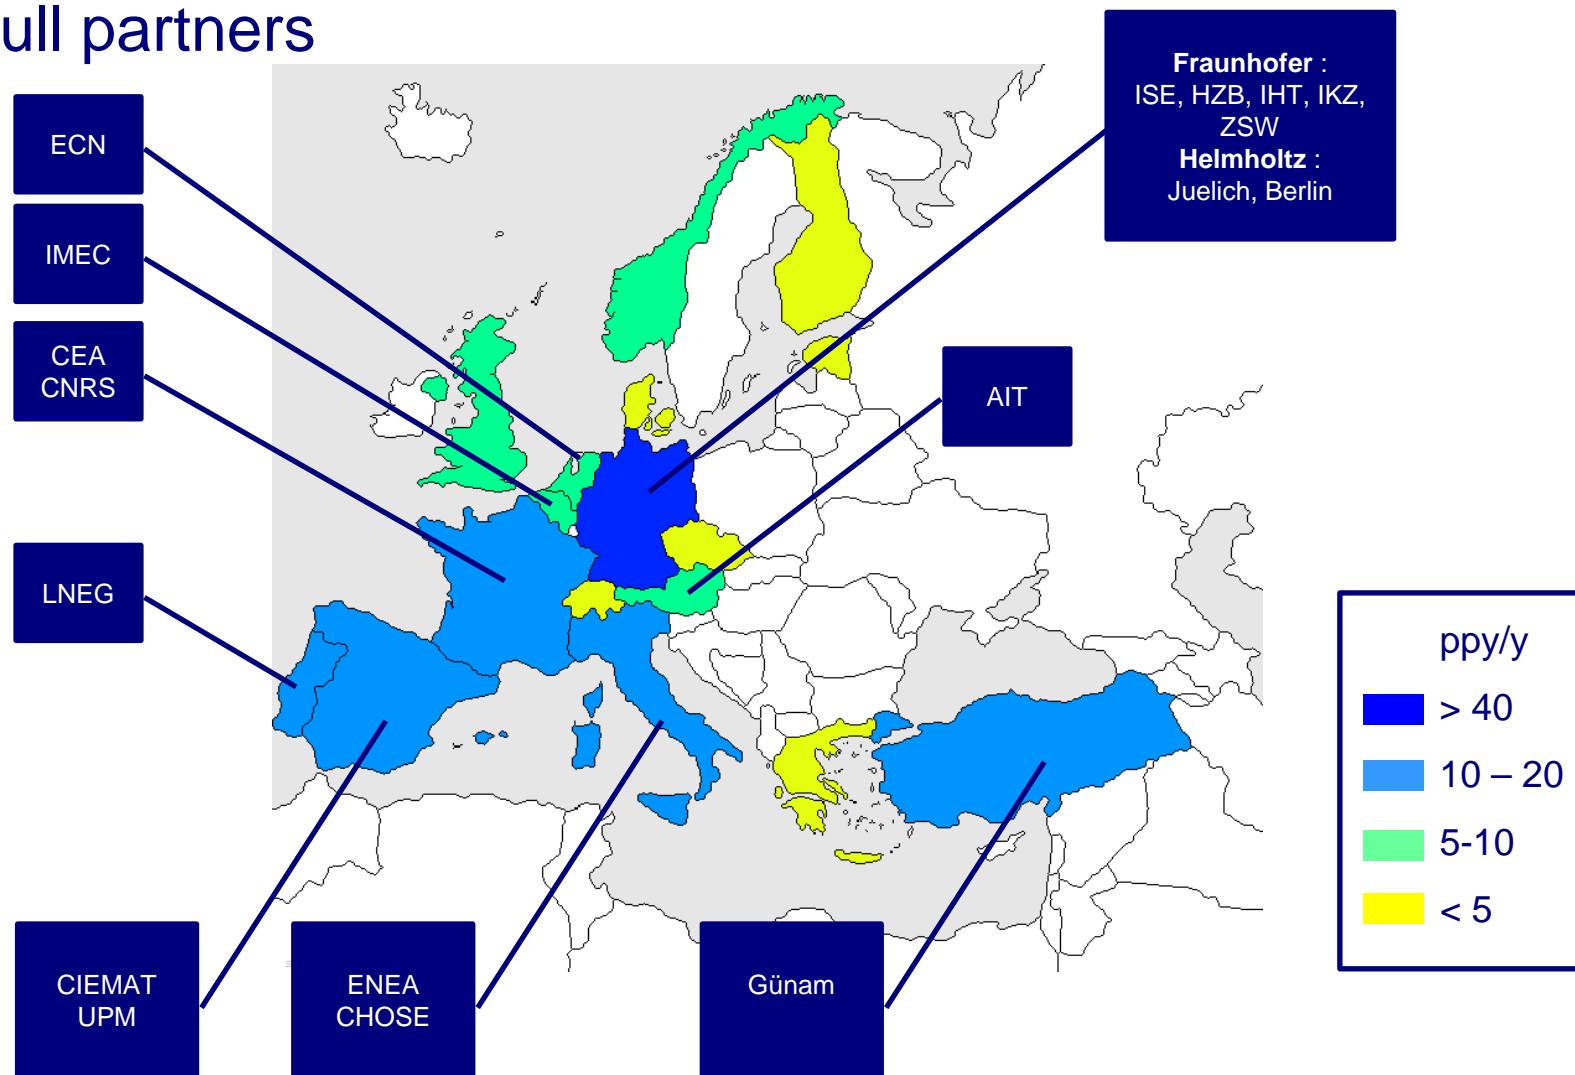 ull partners
Fraunhofer :
ISE, HZB, IHT, IKZ,
ZSW
Helmholtz :
Juelich, Berlin
ECN
IMEC
CEA
CNRS
AIT
LNEG
ppy/y
> 40
10 – 20
5-10
< 5
CIEMAT
UPM
ENEA
CHOSE
Günam